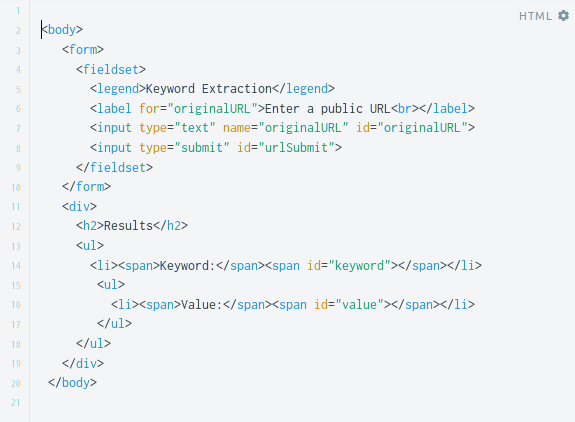 HTML
1
2 <body>
3 <form>
4 <fieldset>
5 <legend>Keyword Extraction</legend>
6 <label for="originalURL">Enter a public URL<br></label>
7 <input type="text" name="originalURL" id="originalURL">
8 <input type="submit" id="urlSubmit">
9 </fieldset>
10 </form>
11 <div>
12 <h2>Results</h2>
13 <ul>
14 <li><span>Keyword:</span><span id="keyword"></span></li>
15 <ul>
16 <li><span>Value:</span><span id="value"></span></li>
17 </ul>
18 </ul>
19 </div>
20 </body>
21